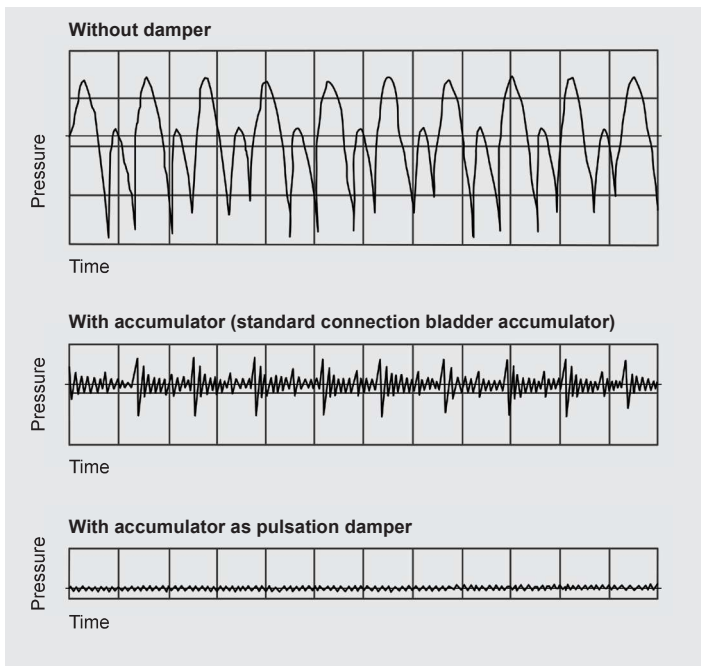 Without damper
Pressure
Time
With accumulator (standard connection bladder accumulator)
Pressure
Time
With accumulator as pulsation damper
Pressure
Time